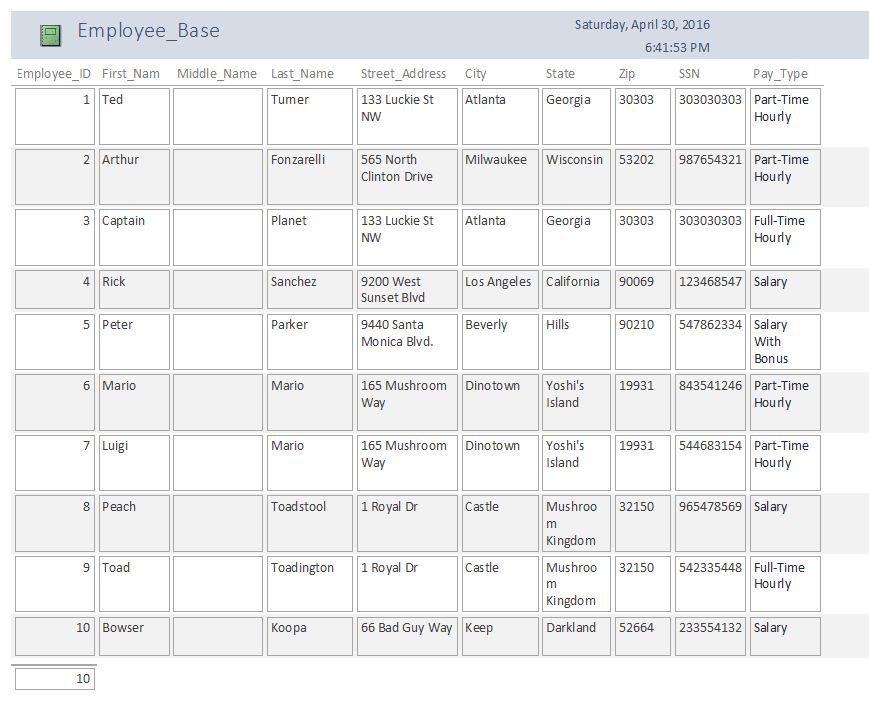 Employee_Base
Saturday, April 30, 2016
6:41:53 PM
Employee_ID First_Nam Middle_Name Last_Name Street_Address City State Zip SSN Pay_Type
1 Ted Turner 133 Luckie St Atlanta Georgia 30303 303030303 Part-Time
NW Hourly
2 Arthur Fonzarelli 565 North Milwaukee Wisconsin 53202 987654321 Part-Time
Clinton Drive Hourly
3 Captain Planet 133 Luckie St Atlanta Georgia 30303 303030303 Full-Time
NW Hourly
4 Rick Sanchez 9200 West Los Angeles California 90069 123468547 Salary
Sunset Blvd
5 Peter Parker 9440 Santa Beverly Hills 90210 547862334 Salary
Monica Blvd. With
Bonus
6 Mario Mario 165 Mushroom Dinotown Yoshi's 19931 843541246 Part-Time
Way Island Hourly
7 Luigi Mario 165 Mushroom Dinotown Yoshi's 19931 544683154 Part-Time
Way Island Hourly
8 Peach Toadstool 1 Royal Dr Castle Mushroo 32150 965478569 Salary
m
Kingdom
9 Toad Toadington 1 Royal Dr Castle Mushroo 32150 542335448 Full-Time
m Hourly
Kingdom
10 Bowser Koopa 66 Bad Guy Way Keep Darkland 52664 233554132 Salary
10